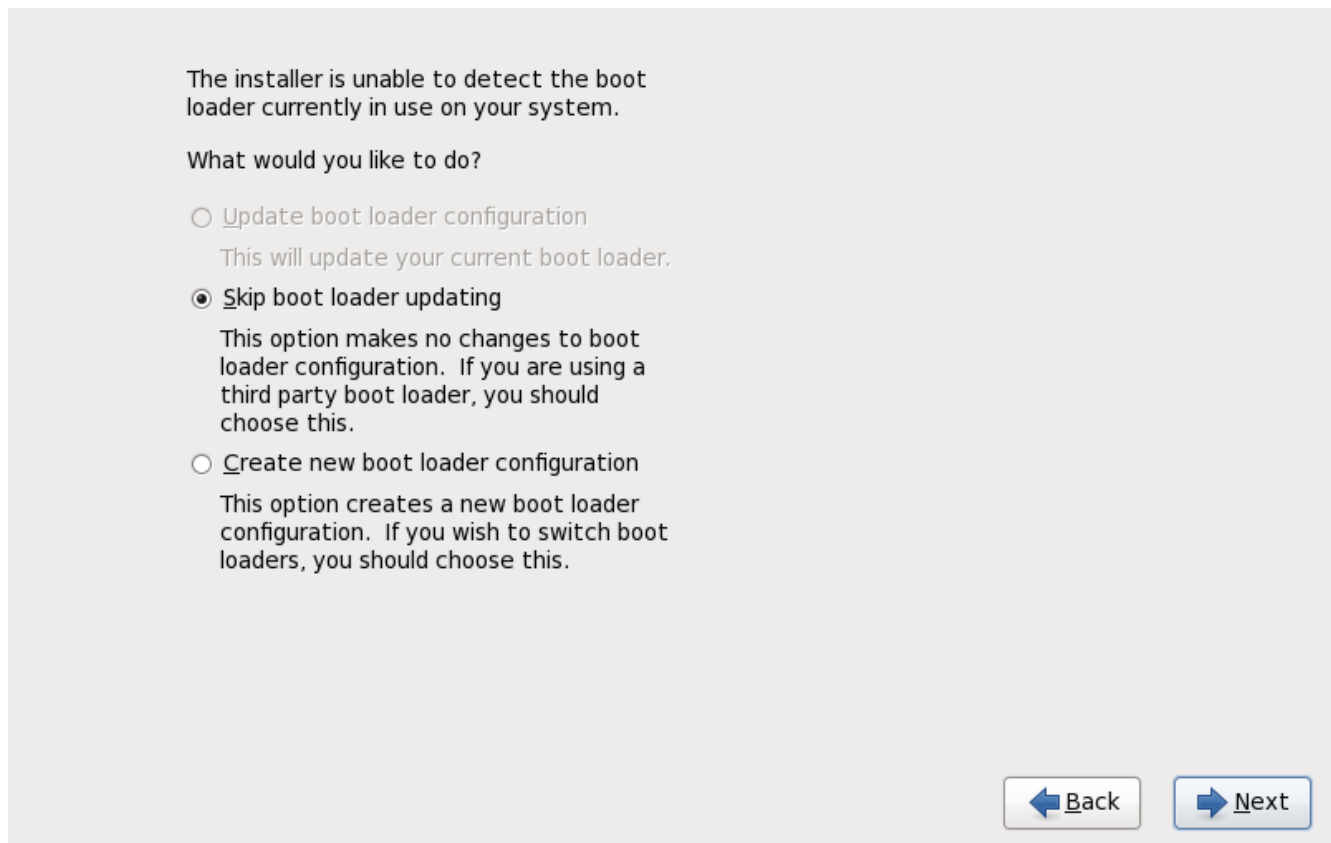 The installer is unable to detect the boot
loader currently in use on your system.
What would you like to do?
Update boot loader configuration
This will update your current boot loader.
Skip boot loader updating
This option makes no changes to boot
loader configuration.  If you are using a
third party boot loader, you should
choose this.
Create new boot loader configuration
This option creates a new boot loader
configuration.  If you wish to switch boot
loaders, you should choose this.
Back
Next